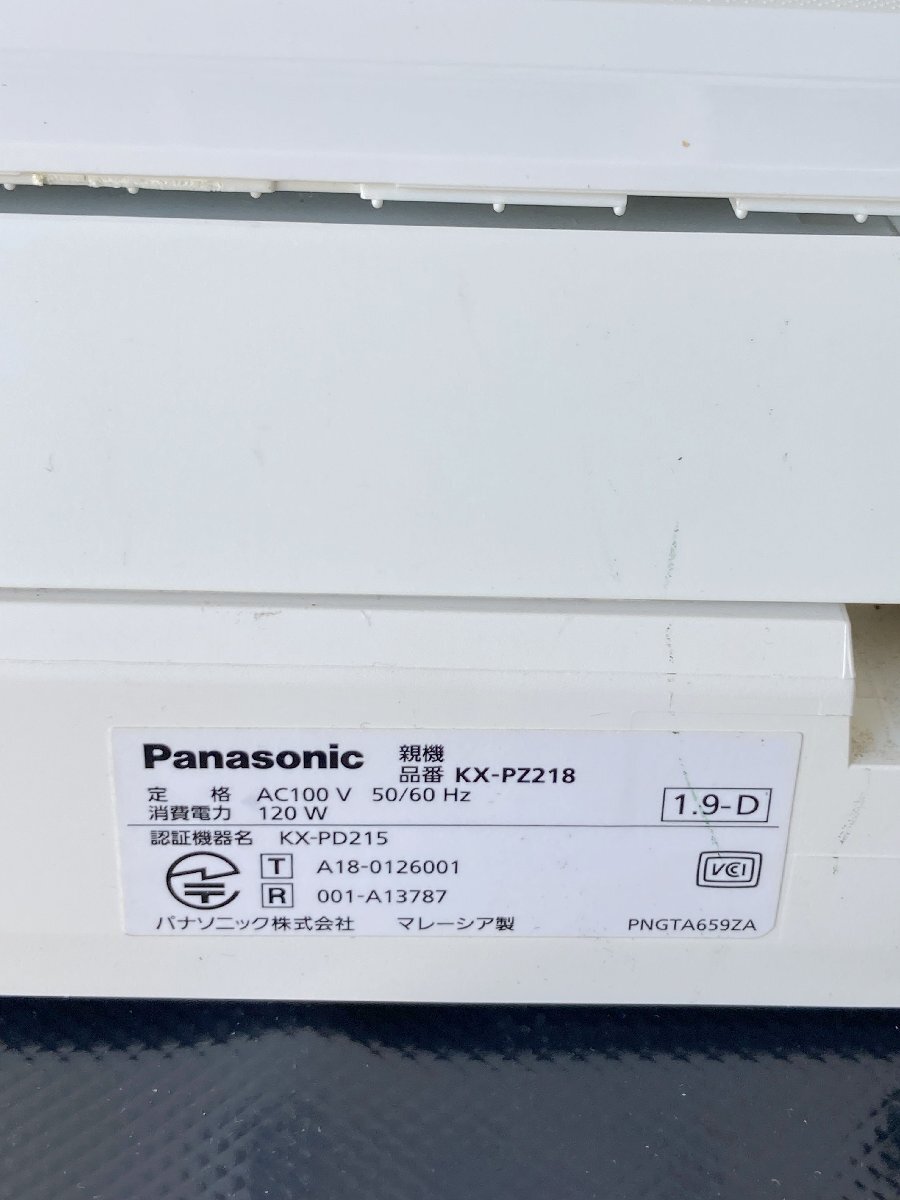 Panasonic 親機
品番 KX-PZ218
定 格 AC100 V 50/60 Hz
消費電力 120 W
1.9-D
認証機器名 KX-PD215
T A18-0126001
R 001-A13787
VCI
パナソニック株式会社 マレーシア製 PNGTA659ZA